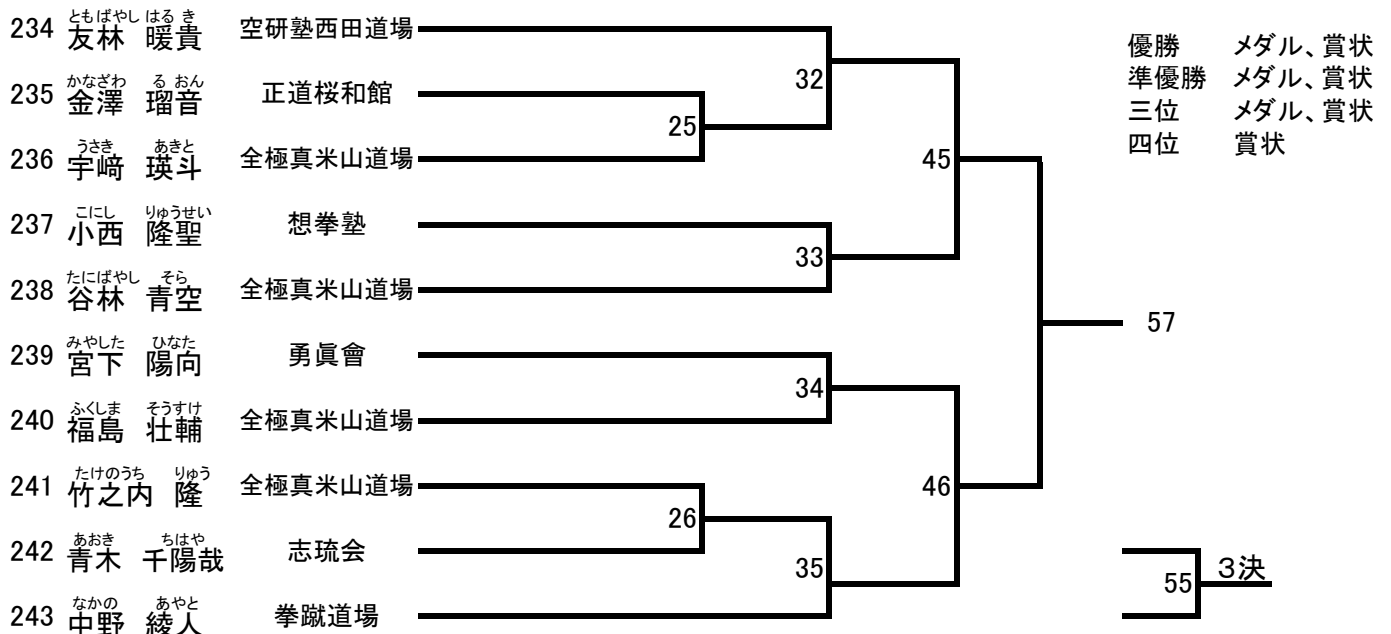 ともばやし はる き
234 友林 暖貴 空研塾西田道場
かなざわ る おん
235 金澤 瑠音 正道桜和館
うさき あきと
236 宇﨑 瑛斗 全極真米山道場
こにし りゅうせい
237 小西 隆聖 想拳塾
たにばやし そら
238 谷林 青空 全極真米山道場
みやした ひなた
239 宮下 陽向 勇眞會
ふくしま そうすけ
240 福島 壮輔 全極真米山道場
たけのうち りゅう
241 竹之内 隆 全極真米山道場
あおき ちはや
242 青木 千陽哉 志琉会
なかの あやと
243 中野 綾人 拳蹴道場
25
26
32
33
34
35
45
46
57
優勝 メダル、賞状
準優勝 メダル、賞状
三位 メダル、賞状
四位 賞状
55 3決